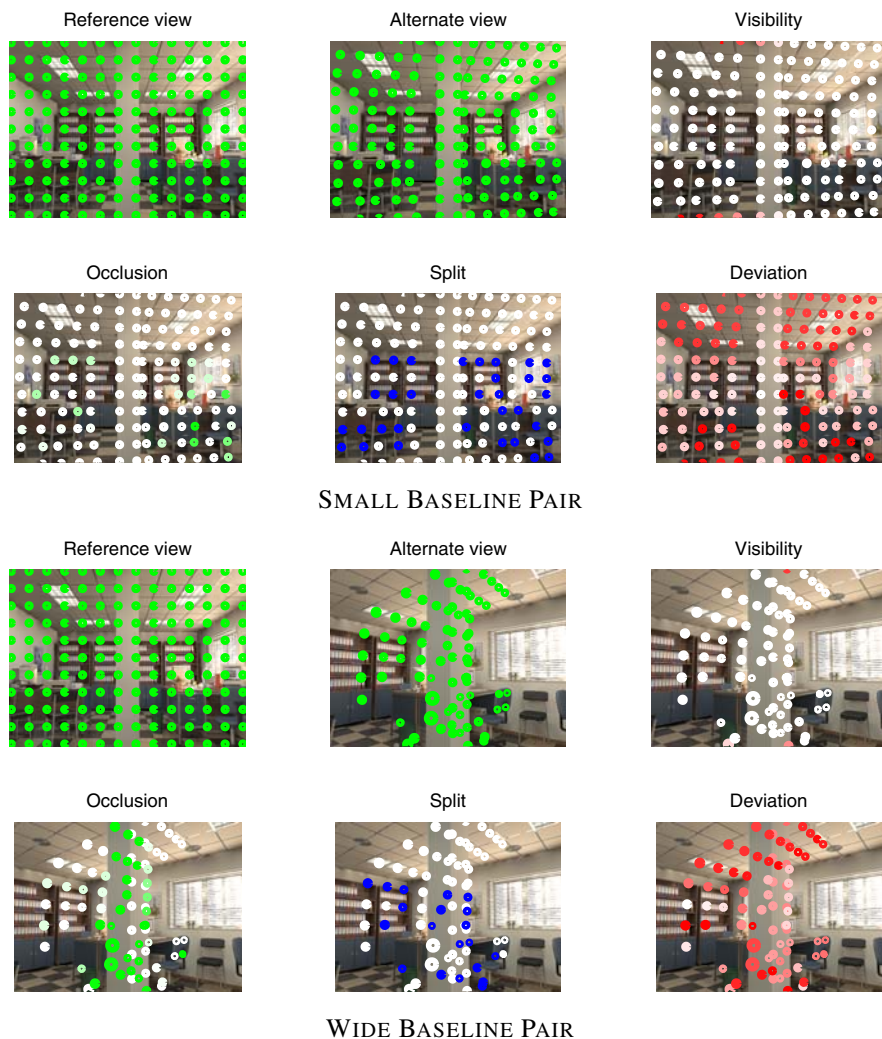 Reference view
Alternate view
Visibility
Occlusion
Split
Deviation
SMALL BASELINE PAIR
Reference view
Alternate view
Visibility
Occlusion
Split
Deviation
WIDE BASELINE PAIR